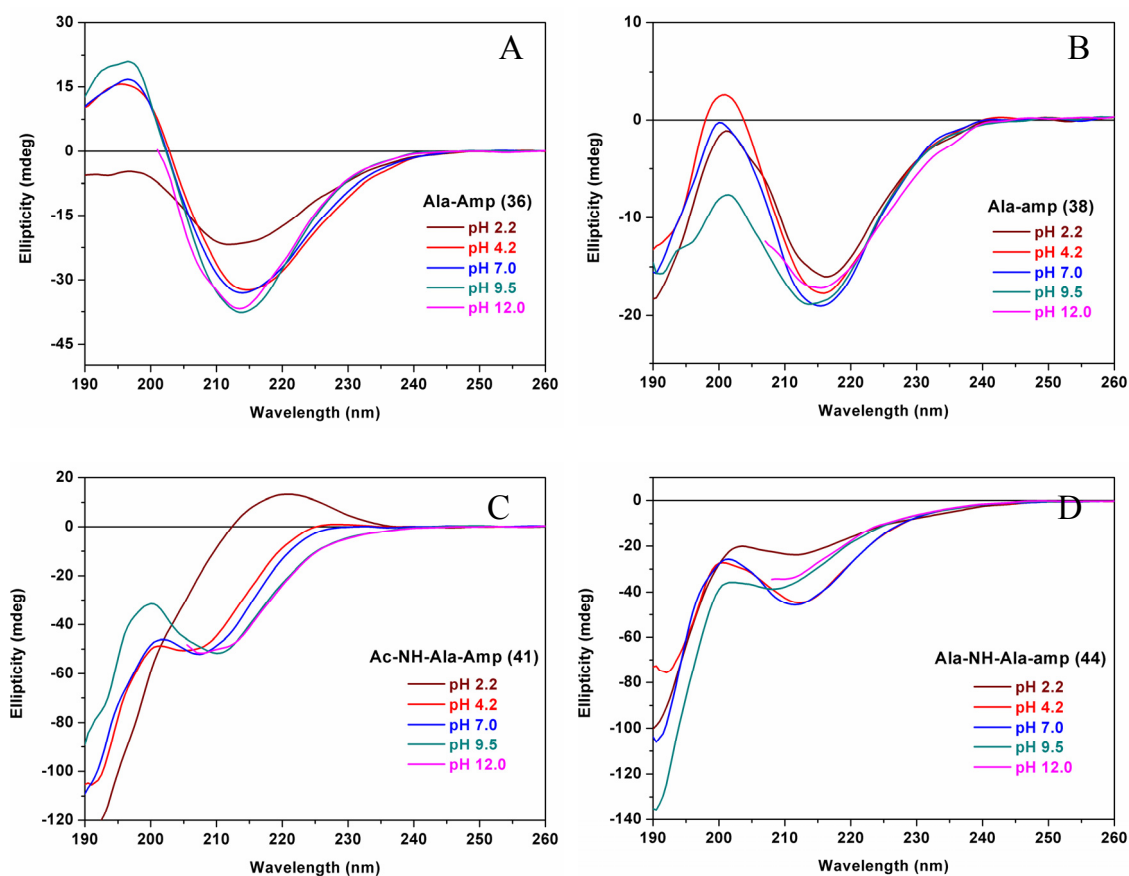 A
Ellipticity (mdeg)
30
15
0
-15
-30
-45
Ala-Amp (36)
pH 2.2
pH 4.2
pH 7.0
pH 9.5
pH 12.0
190 200 210 220 230 240 250 260
Wavelength (nm)
B
Ellipticity (mdeg)
10
0
-10
-20
Ala-amp (38)
pH 2.2
pH 4.2
pH 7.0
pH 9.5
pH 12.0
190 200 210 220 230 240 250 260
Wavelength (nm)
C
Ellipticity (mdeg)
20
0
-20
-40
-60
-80
-100
-120
Ac-NH-Ala-Amp (41)
pH 2.2
pH 4.2
pH 7.0
pH 9.5
pH 12.0
190 200 210 220 230 240 250 260
Wavelength (nm)
D
Ellipticity (mdeg)
0
-20
-40
-60
-80
-100
-120
-140
Ala-NH-Ala-amp (44)
pH 2.2
pH 4.2
pH 7.0
pH 9.5
pH 12.0
190 200 210 220 230 240 250 260
Wavelength (nm)